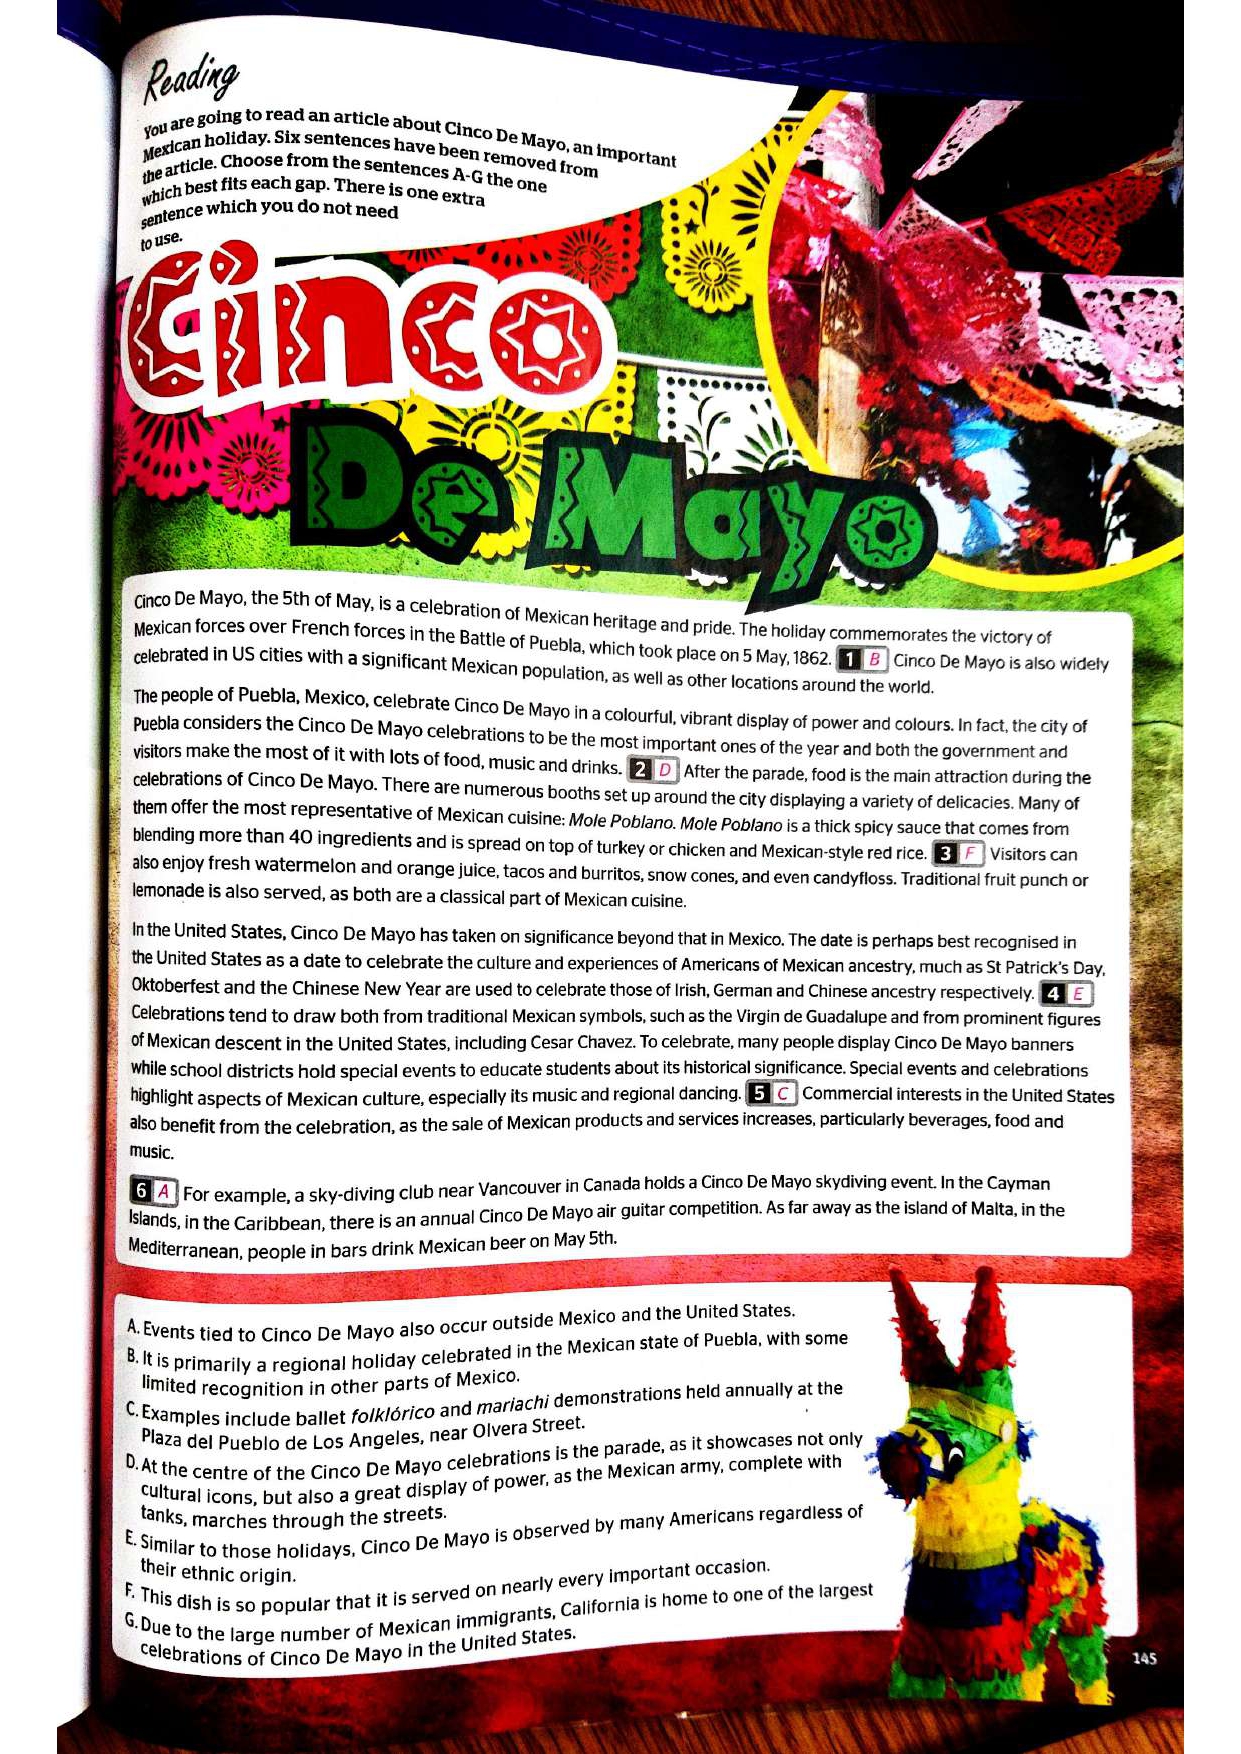 Reading
You are going to read an article about Cinco De Mayo, an important
Mexican holiday. Six sentences have been removed from
the article. Choose from the sentences A-G the one
which best fits each gap. There is one extra
sentence which you do not need
to use.
Cinco
De Mayo
Cinco De Mayo, the 5th of May, is a celebration of Mexican heritage and pride. The holiday commemorates the victory of
Mexican forces over French forces in the Battle of Puebla, which took place on 5 May, 1862. 1 B Cinco De Mayo is also widely
celebrated in US cities with a significant Mexican population, as well as other locations around the world.
The people of Puebla, Mexico, celebrate Cinco De Mayo in a colourful, vibrant display of power and colours. In fact, the city of
Puebla considers the Cinco De Mayo celebrations to be the most important ones of the year and both the government and
visitors make the most of it with lots of food, music and drinks. 2 D After the parade, food is the main attraction during the
celebrations of Cinco De Mayo. There are numerous booths set up around the city displaying a variety of delicacies. Many of
them offer the most representative of Mexican cuisine: Mole Poblano. Mole Poblano is a thick spicy sauce that comes from
blending more than 40 ingredients and is spread on top of turkey or chicken and Mexican-style red rice. 3 F Visitors can
also enjoy fresh watermelon and orange juice, tacos and burritos, snow cones, and even candyfloss. Traditional fruit punch or
lemonade is also served, as both are a classical part of Mexican cuisine.
In the United States, Cinco De Mayo has taken on significance beyond that in Mexico. The date is perhaps best recognised in
the United States as a date to celebrate the culture and experiences of Americans of Mexican ancestry, much as St Patrick's Day,
Oktoberfest and the Chinese New Year are used to celebrate those of Irish, German and Chinese ancestry respectively. 4 E
Celebrations tend to draw both from traditional Mexican symbols, such as the Virgin de Guadalupe and from prominent figures
of Mexican descent in the United States, including Cesar Chavez. To celebrate, many people display Cinco De Mayo banners
while school districts hold special events to educate students about its historical significance. Special events and celebrations
highlight aspects of Mexican culture, especially its music and regional dancing. 5 C Commercial interests in the United States
also benefit from the celebration, as the sale of Mexican products and services increases, particularly beverages, food and
music.
6 A For example, a sky-diving club near Vancouver in Canada holds a Cinco De Mayo skydiving event. In the Cayman
Islands, in the Caribbean, there is an annual Cinco De Mayo air guitar competition. As far away as the island of Malta, in the
Mediterranean, people in bars drink Mexican beer on May 5th.
A. Events tied to Cinco De Mayo also occur outside Mexico and the United States.
B. It is primarily a regional holiday celebrated in the Mexican state of Puebla, with some
limited recognition in other parts of Mexico.
C. Examples include ballet folklórico and mariachi demonstrations held annually at the
Plaza del Pueblo de Los Angeles, near Olvera Street.
D. At the centre of the Cinco De Mayo celebrations is the parade, as it showcases not only
cultural icons, but also a great display of power, as the Mexican army, complete with
tanks, marches through the streets.
E. Similar to those holidays, Cinco De Mayo is observed by many Americans regardless of
their ethnic origin.
F. This dish is so popular that it is served on nearly every important occasion.
G. Due to the large number of Mexican immigrants, California is home to one of the largest
celebrations of Cinco De Mayo in the United States.
145